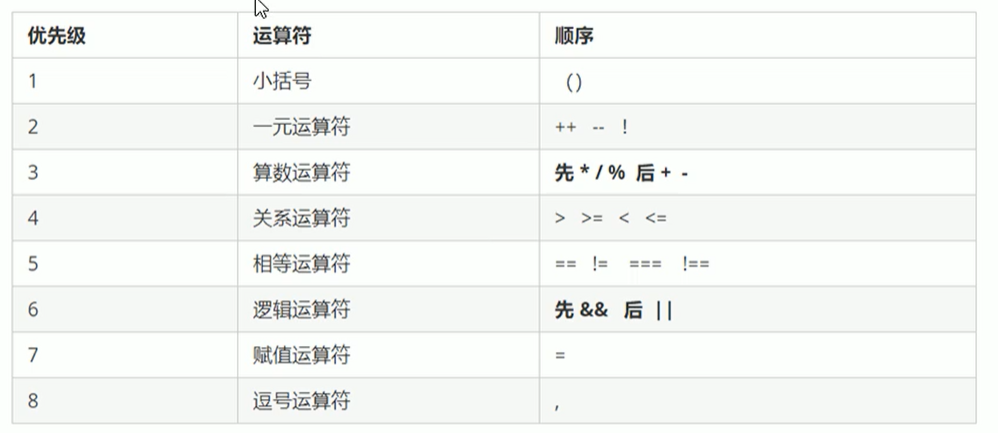 优先级 运算符 顺序
1 小括号 ()
2 一元运算符 ++ -- !
3 算数运算符 先 * / % 后 + -
4 关系运算符 > >= < <=
5 相等运算符 == != === !==
6 逻辑运算符 先 && 后 ||
7 赋值运算符 =
8 逗号运算符 ,